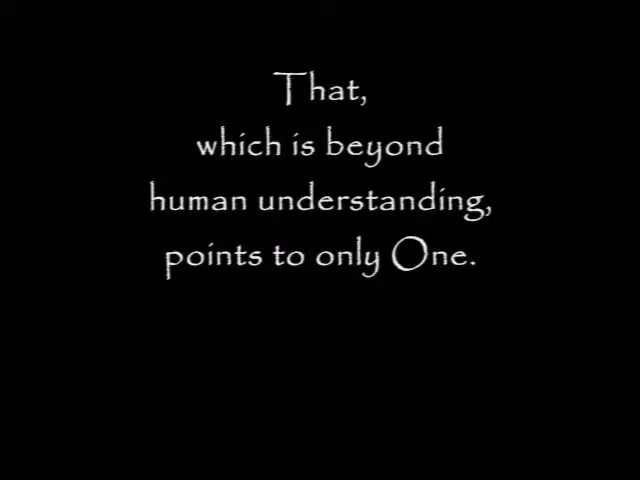 That,
which is beyond
human understanding,
points to only One.